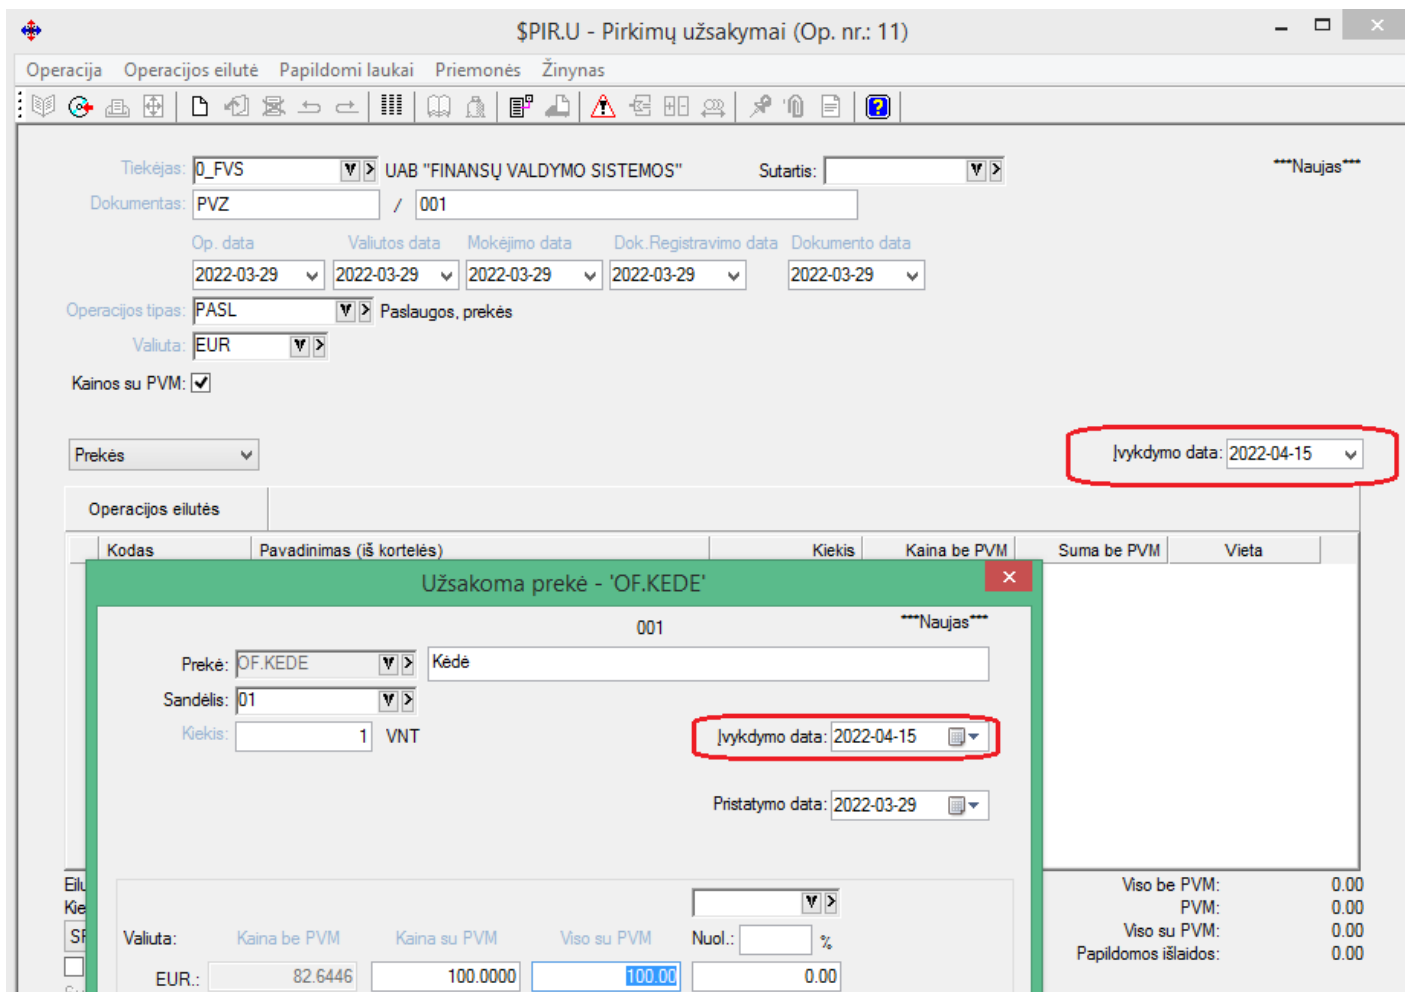 $PIR.U - Pirkimų užsakymai (Op. nr.: 11)
Operacija Operacijos eilutė Papildomi laukai Priemonės Žinynas
Tiekėjas: 0_FVS UAB "FINANSŲ VALDYMO SISTEMOS" Sutartis: ***Naujas***
Dokumentas: PVZ / 001
Op. data Valiutos data Mokėjimo data Dok.Registravimo data Dokumento data
2022-03-29 2022-03-29 2022-03-29 2022-03-29 2022-03-29
Operacijos tipas: PASL Paslaugos, prekės
Valiuta: EUR
Kainos su PVM:
Prekės Įvykdymo data: 2022-04-15
Operacijos eilutės
Kodas Pavadinimas (iš kortelės) Kiekis Kaina be PVM Suma be PVM Vieta
Užsakoma prekė - 'OF.KEDE'
001 ***Naujas***
Prekė: OF.KEDE Kėdė
Sandėlis: 01
Kiekis: 1 VNT Įvykdymo data: 2022-04-15
Pristatymo data: 2022-03-29
Eilu Viso be PVM: 0.00
Kie PVM: 0.00
Viso su PVM: 0.00
Papildomos išlaidos: 0.00
Valiuta: Kaina be PVM Kaina su PVM Viso su PVM Nuol.: %
EUR.: 82.6446 100.0000 100.00 0.00